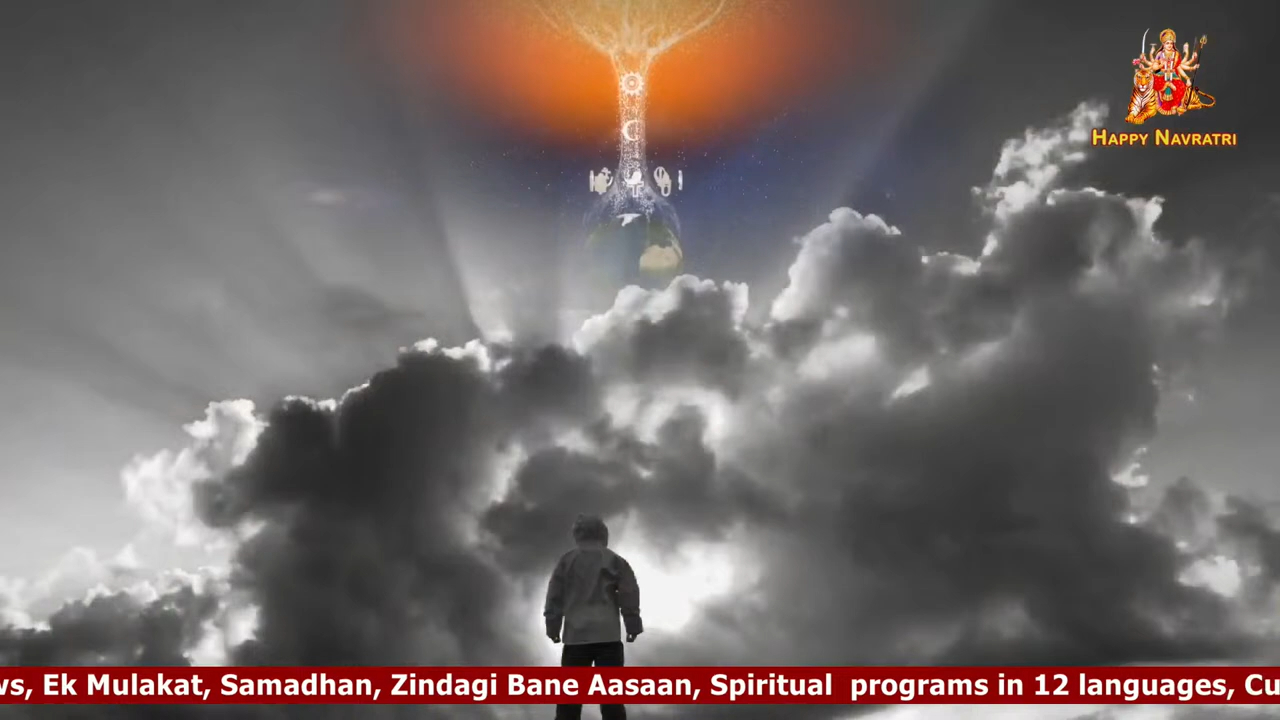 Happy Navratri
ws, Ek Mulakat, Samadhan, Zindagi Bane Aasaan, Spiritual programs in 12 languages, Cu